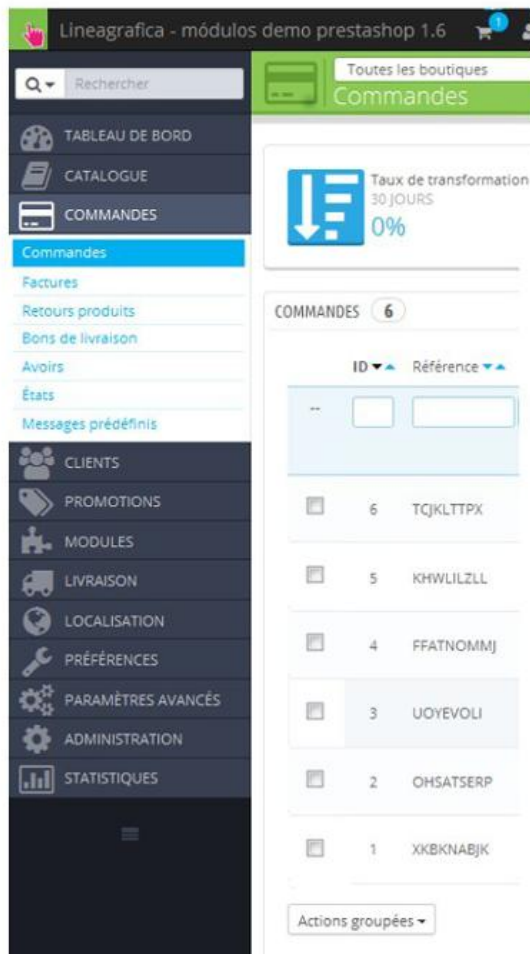 Lineagrafica - módulos demo prestashop 1.6
1
Rechercher
Toutes les boutiques
Commandes
TABLEAU DE BORD
CATALOGUE
COMMANDES
Commandes
Factures
Retours produits
Bons de livraison
Avoirs
États
Messages prédéfinis
CLIENTS
PROMOTIONS
MODULES
LIVRAISON
LOCALISATION
PRÉFÉRENCES
PARAMÈTRES AVANCÉS
ADMINISTRATION
STATISTIQUES
Taux de transformation
30 JOURS
0%
COMMANDES 6
ID Référence
--
6 TCJKLTTPX
5 KHWLILZLL
4 FFATNOMMJ
3 UOYEVOLI
2 OHSATSERP
1 XKBKNABJK
Actions groupées